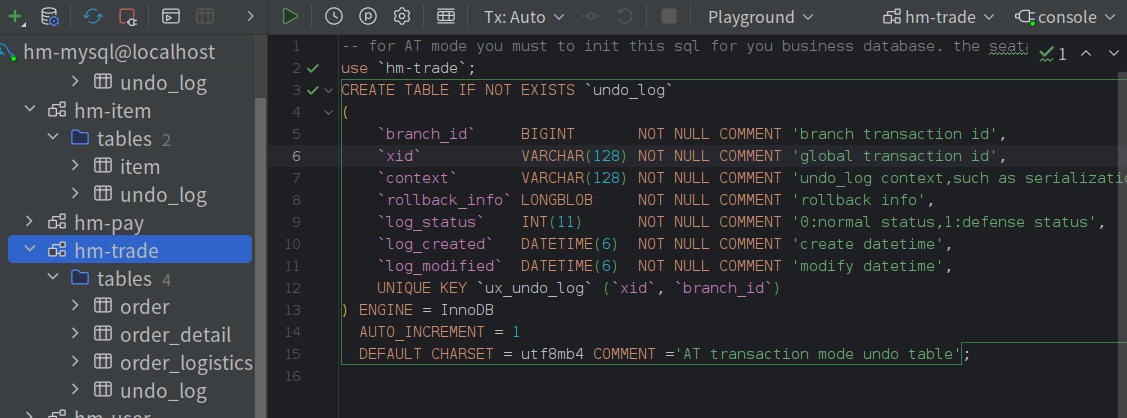 Tx: Auto
Playground
hm-trade
console
hm-mysql@localhost
undo_log
hm-item
tables 2
item
undo_log
hm-pay
hm-trade
tables 4
order
order_detail
order_logistics
undo_log
1 -- for AT mode you must to init this sql for you business database. the seata
1
2 use `hm-trade`;
3 CREATE TABLE IF NOT EXISTS `undo_log`
4 (
5 `branch_id` BIGINT NOT NULL COMMENT 'branch transaction id',
6 `xid` VARCHAR(128) NOT NULL COMMENT 'global transaction id',
7 `context` VARCHAR(128) NOT NULL COMMENT 'undo_log context,such as serializatio
8 `rollback_info` LONGBLOB NOT NULL COMMENT 'rollback info',
9 `log_status` INT(11) NOT NULL COMMENT '0:normal status,1:defense status',
10 `log_created` DATETIME(6) NOT NULL COMMENT 'create datetime',
11 `log_modified` DATETIME(6) NOT NULL COMMENT 'modify datetime',
12 UNIQUE KEY `ux_undo_log` (`xid`, `branch_id`)
13 ) ENGINE = InnoDB
14 AUTO_INCREMENT = 1
15 DEFAULT CHARSET = utf8mb4 COMMENT ='AT transaction mode undo table';
16